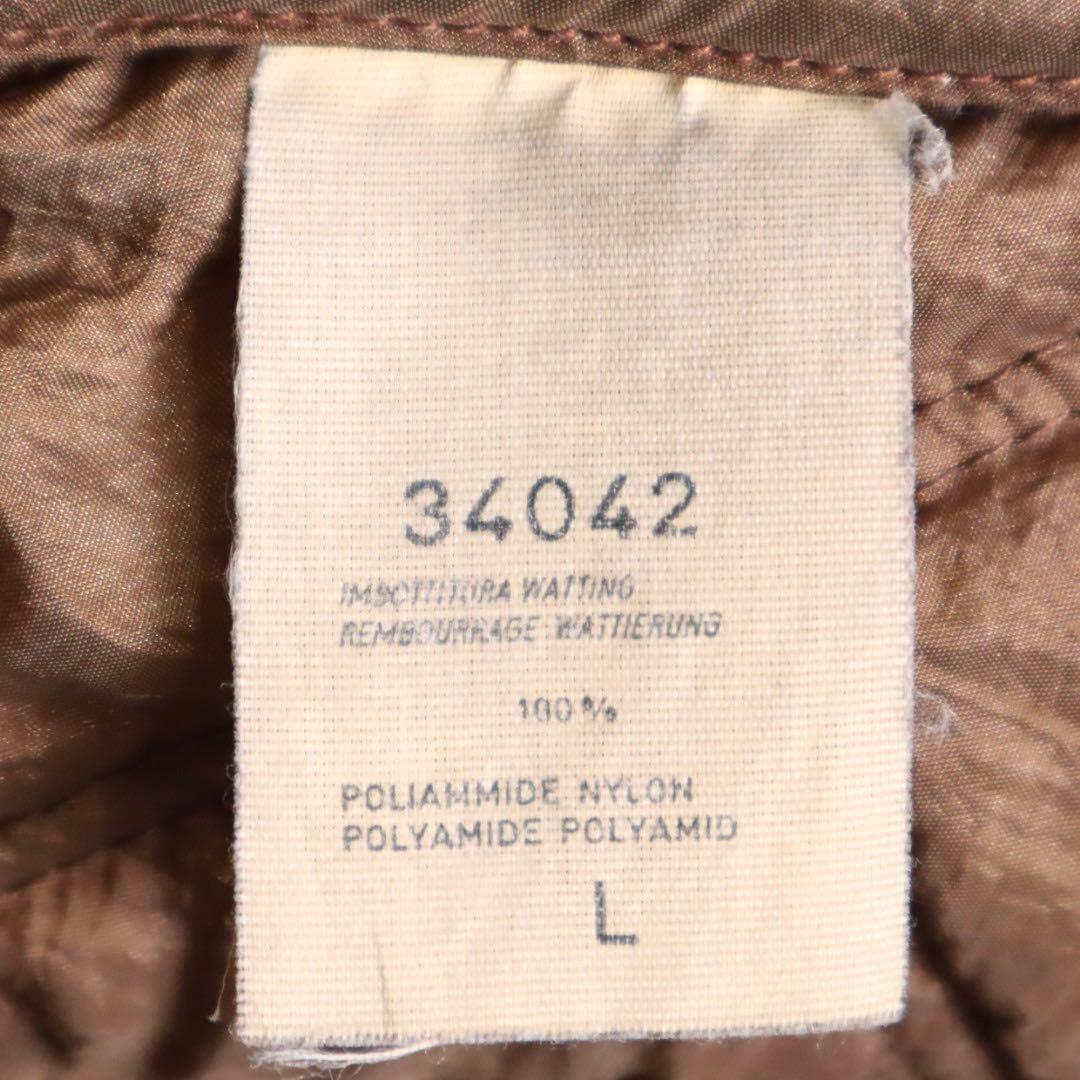 34042
IMBOTTITURA WATTING
REMBOURRAGE WATTIERUNG
100 %
POLIAMMIDE NYLON
POLYAMIDE POLYAMID
L